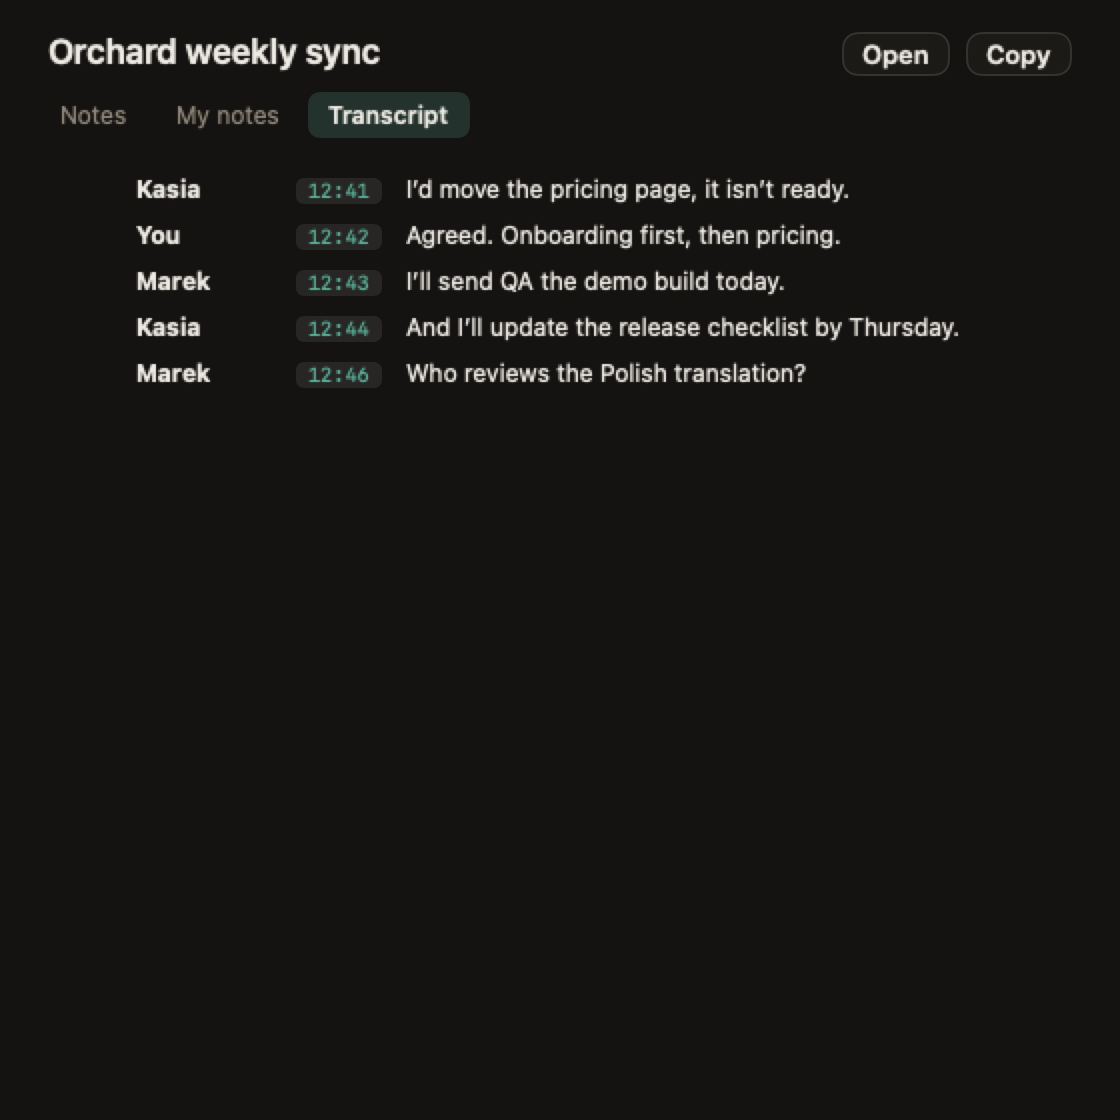 Orchard weekly sync
Open Copy
Notes My notes Transcript
Kasia 12:41 I’d move the pricing page, it isn’t ready.
You 12:42 Agreed. Onboarding first, then pricing.
Marek 12:43 I’ll send QA the demo build today.
Kasia 12:44 And I’ll update the release checklist by Thursday.
Marek 12:46 Who reviews the Polish translation?